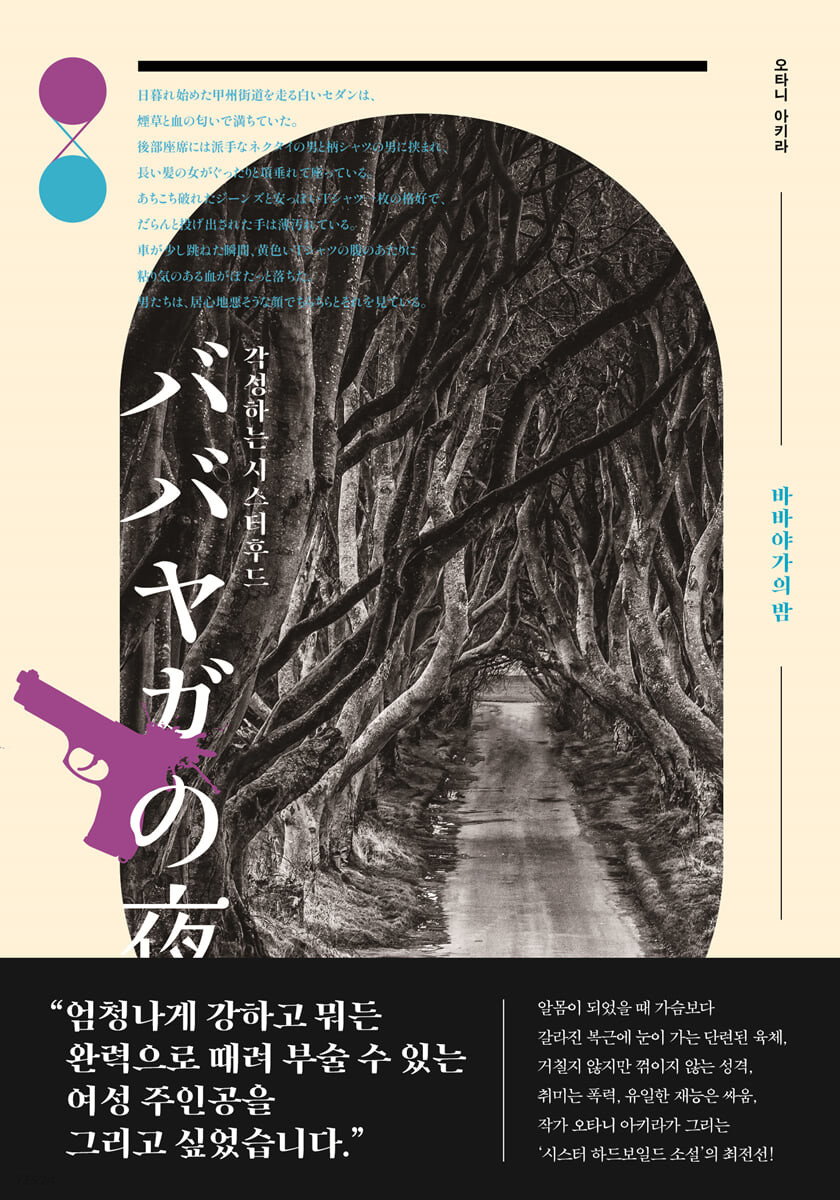 오타니 아키라
日暮れ始めた甲州街道を走る白いセダンは、
煙草と血の匂いで満ちていた。
後部座席には派手なネクタイの男と柄シャツの男に挟まれ、
長い髪の女がぐったりと項垂れて座っている。
あちこち破れたジーンズと安っぽいTシャツ一枚の格好で、
だらんと投げ出された手は薄汚れている。
車が少し跳ねた瞬間、黄色いTシャツの腹のあたりに
粘り気のある血がぼたっと落ちた。
男たちは、居心地悪そうな顔でちらちらとそれを見ている。
각성하는 시스터후드
ババヤガの夜
바바야가의 밤
“엄청나게 강하고 뭐든
완력으로 때려 부술 수 있는
여성 주인공을
그리고 싶었습니다.”
알몸이 되었을 때 가슴보다
갈라진 복근에 눈이 가는 단련된 육체,
거칠지 않지만 꺾이지 않는 성격,
취미는 폭력, 유일한 재능은 싸움,
작가 오타니 아키라가 그리는
‘시스터 하드보일드 소설’의 최전선!